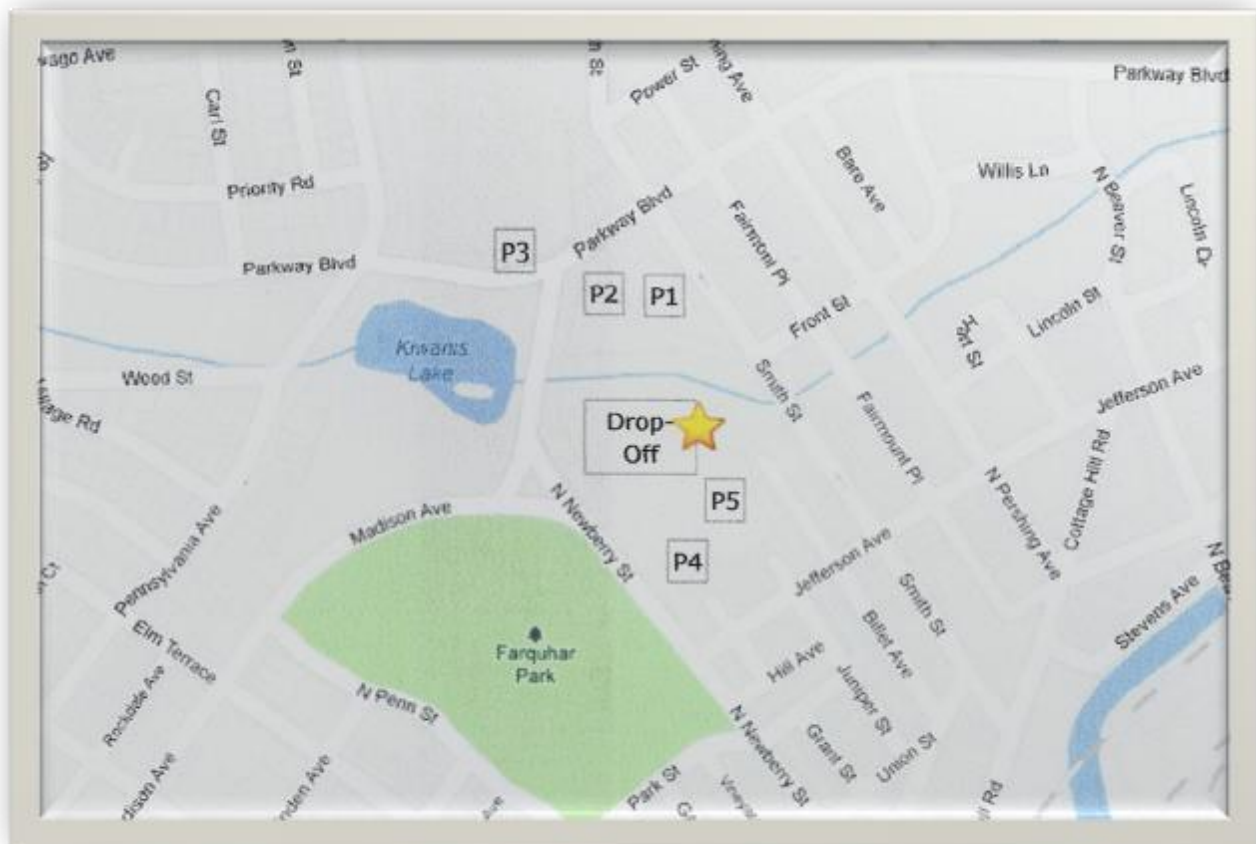 Parkway Blvd
Power St
Carl St
Bare Ave
Willis Ln
N Beaver St
Lincoln Dr
Priority Rd
Parkway Blvd
Fairmont Pl
P3
Parkway Blvd
P2
P1
Front St
Lincoln St
Kiwanis
Lake
Wood St
Smith St
Jefferson Ave
Drop-
Off
Fairmount Pl
Cottage Hill Rd
N Pershing Ave
P5
Madison Ave
N Newberry St
P4
Jefferson Ave
Pennsylvania Ave
Smith St
Stevens Ave
Elm Terrace
Farquhar
Park
Billet Ave
Hill Ave
Juniper St
Rockdale Ave
N Penn St
N Newberry St
Grant St
Union St
Park St